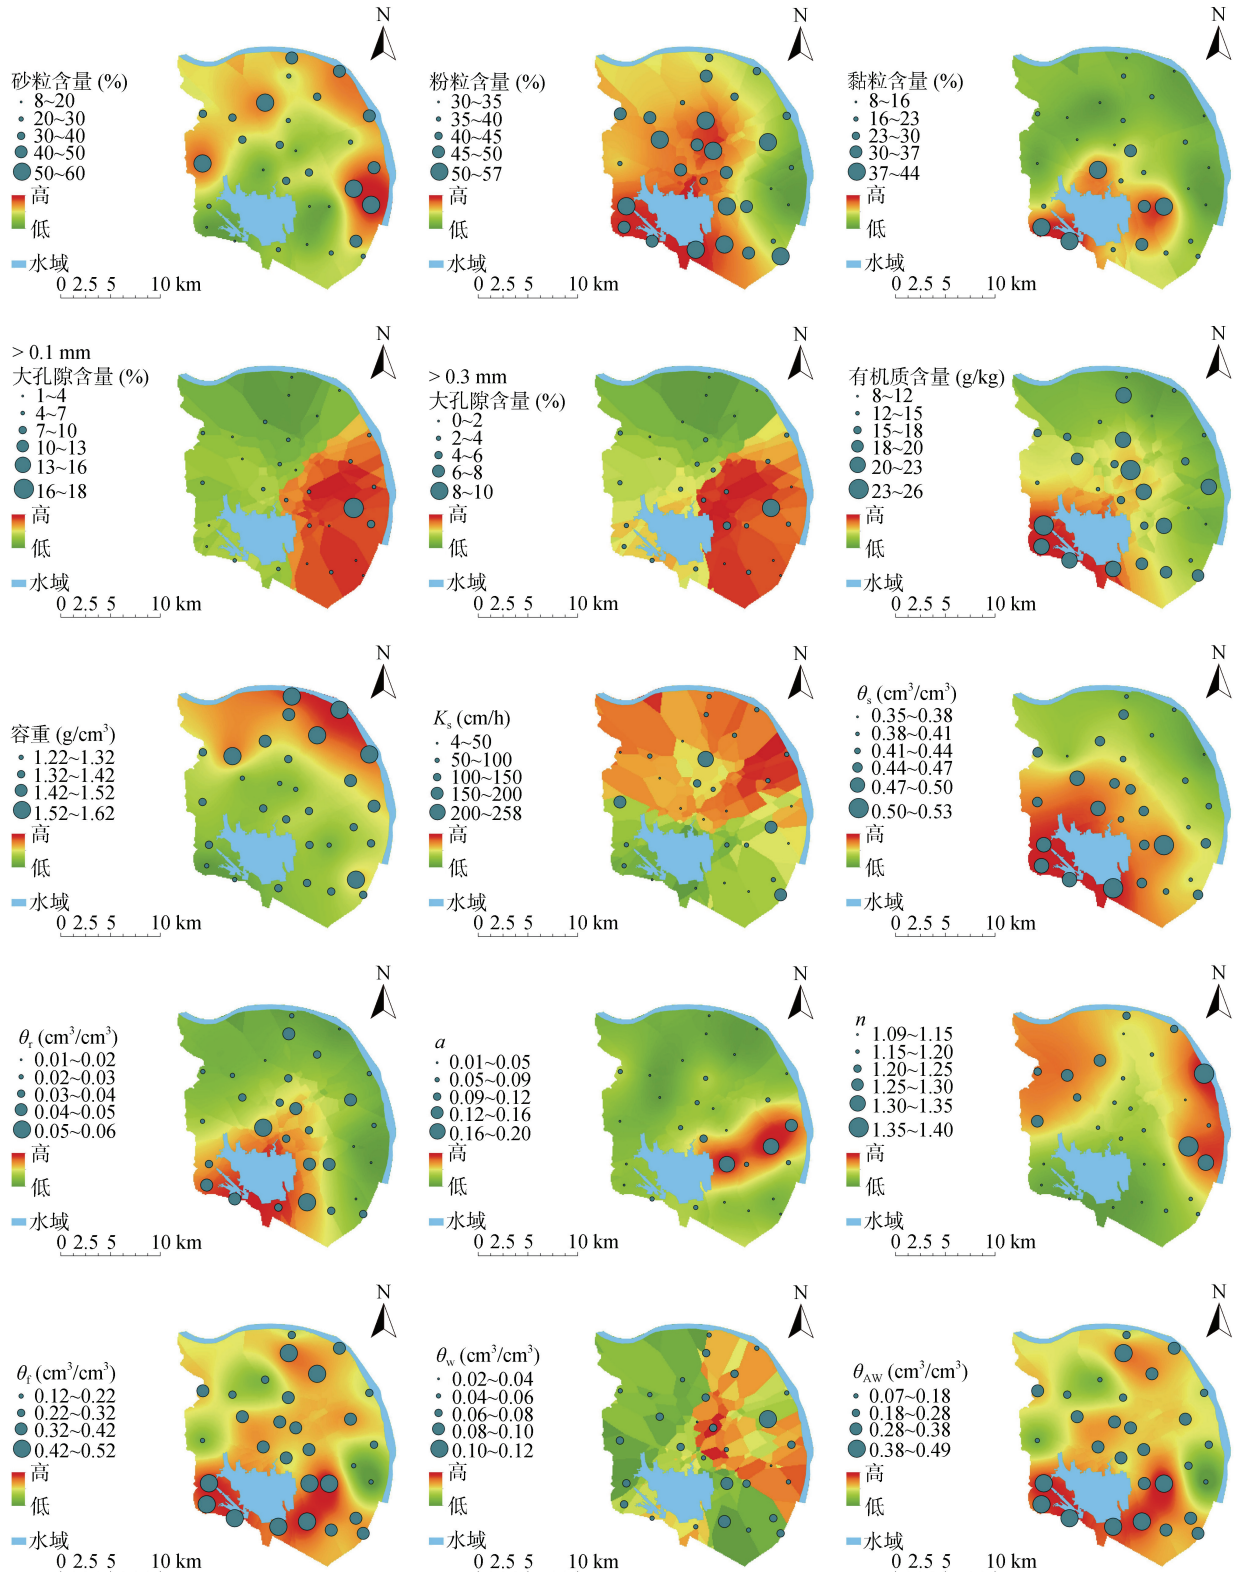 N
砂粒含量 (%)
8~20
20~30
30~40
40~50
50~60
高
低
水域
0 2.5 5 10 km
N
粉粒含量 (%)
30~35
35~40
40~45
45~50
50~57
高
低
水域
0 2.5 5 10 km
N
黏粒含量 (%)
8~16
16~23
23~30
30~37
37~44
高
低
水域
0 2.5 5 10 km
N
> 0.1 mm
大孔隙含量 (%)
1~4
4~7
7~10
10~13
13~16
16~18
高
低
水域
0 2.5 5 10 km
N
> 0.3 mm
大孔隙含量 (%)
0~2
2~4
4~6
6~8
8~10
高
低
水域
0 2.5 5 10 km
N
有机质含量 (g/kg)
8~12
12~15
15~18
18~20
20~23
23~26
高
低
水域
0 2.5 5 10 km
N
容重 (g/cm³)
1.22~1.32
1.32~1.42
1.42~1.52
1.52~1.62
高
低
水域
0 2.5 5 10 km
N
Ks (cm/h)
4~50
50~100
100~150
150~200
200~258
高
低
水域
0 2.5 5 10 km
N
θs (cm³/cm³)
0.35~0.38
0.38~0.41
0.41~0.44
0.44~0.47
0.47~0.50
0.50~0.53
高
低
水域
0 2.5 5 10 km
N
θr (cm³/cm³)
0.01~0.02
0.02~0.03
0.03~0.04
0.04~0.05
0.05~0.06
高
低
水域
0 2.5 5 10 km
N
a
0.01~0.05
0.05~0.09
0.09~0.12
0.12~0.16
0.16~0.20
高
低
水域
0 2.5 5 10 km
N
n
1.09~1.15
1.15~1.20
1.20~1.25
1.25~1.30
1.30~1.35
1.35~1.40
高
低
水域
0 2.5 5 10 km
N
θf (cm³/cm³)
0.12~0.22
0.22~0.32
0.32~0.42
0.42~0.52
高
低
水域
0 2.5 5 10 km
N
θw (cm³/cm³)
0.02~0.04
0.04~0.06
0.06~0.08
0.08~0.10
0.10~0.12
高
低
水域
0 2.5 5 10 km
N
θAW (cm³/cm³)
0.07~0.18
0.18~0.28
0.28~0.38
0.38~0.49
高
低
水域
0 2.5 5 10 km